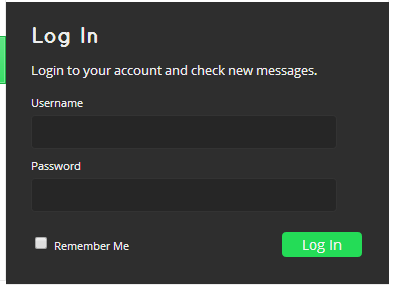 Log In
Login to your account and check new messages.
Username
Password
Remember Me
Log In